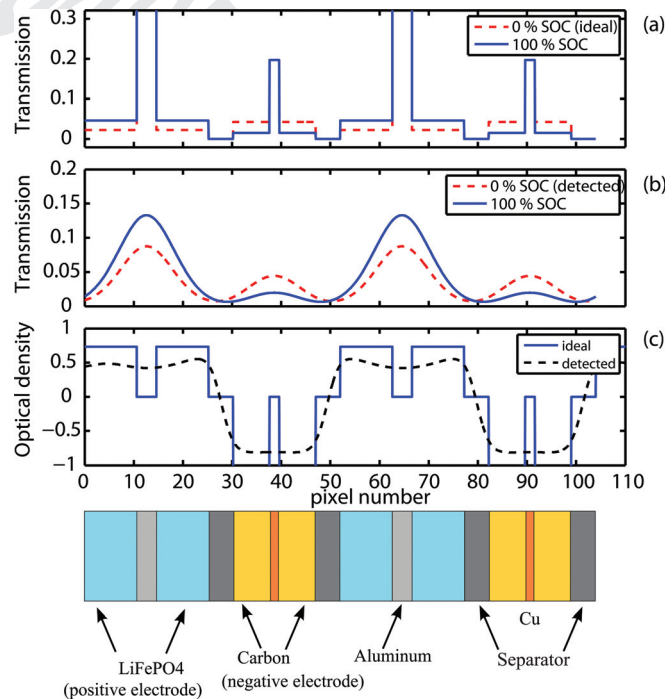 0.3
0.2
0.1
0
Transmission
0 % SOC (ideal)
100 % SOC
(a)
0.2
0.15
0.1
0.05
0
Transmission
0 % SOC (detected)
100 % SOC
(b)
1
0.5
0
−0.5
−1
Optical density
ideal
detected
(c)
0 10 20 30 40 50 60 70 80 90 100 110
pixel number
LiFePO4
(positive electrode)
Carbon
(negative electrode)
Aluminum
Cu
Separator